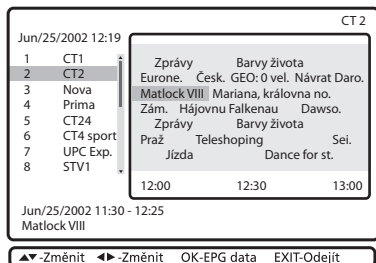 CT 2
Jun/25/2002 12:19
1 CT1
2 CT2
3 Nova
4 Prima
5 CT24
6 CT4 sport
7 UPC Exp.
8 STV1
Zprávy Barvy života
Eurone. Česk. GEO: 0 vel. Návrat Daro.
Matlock VIII Mariana, královna no.
Zám. Hájovnu Falkenau Dawso.
Zprávy Barvy života
Praž Teleshoping Sei.
Jízda Dance for st.
12:00 12:30 13:00
Jun/25/2002 11:30 - 12:25
Matlock VIII
▲▼-Změnit ◄►-Změnit OK-EPG data EXIT-Odejít